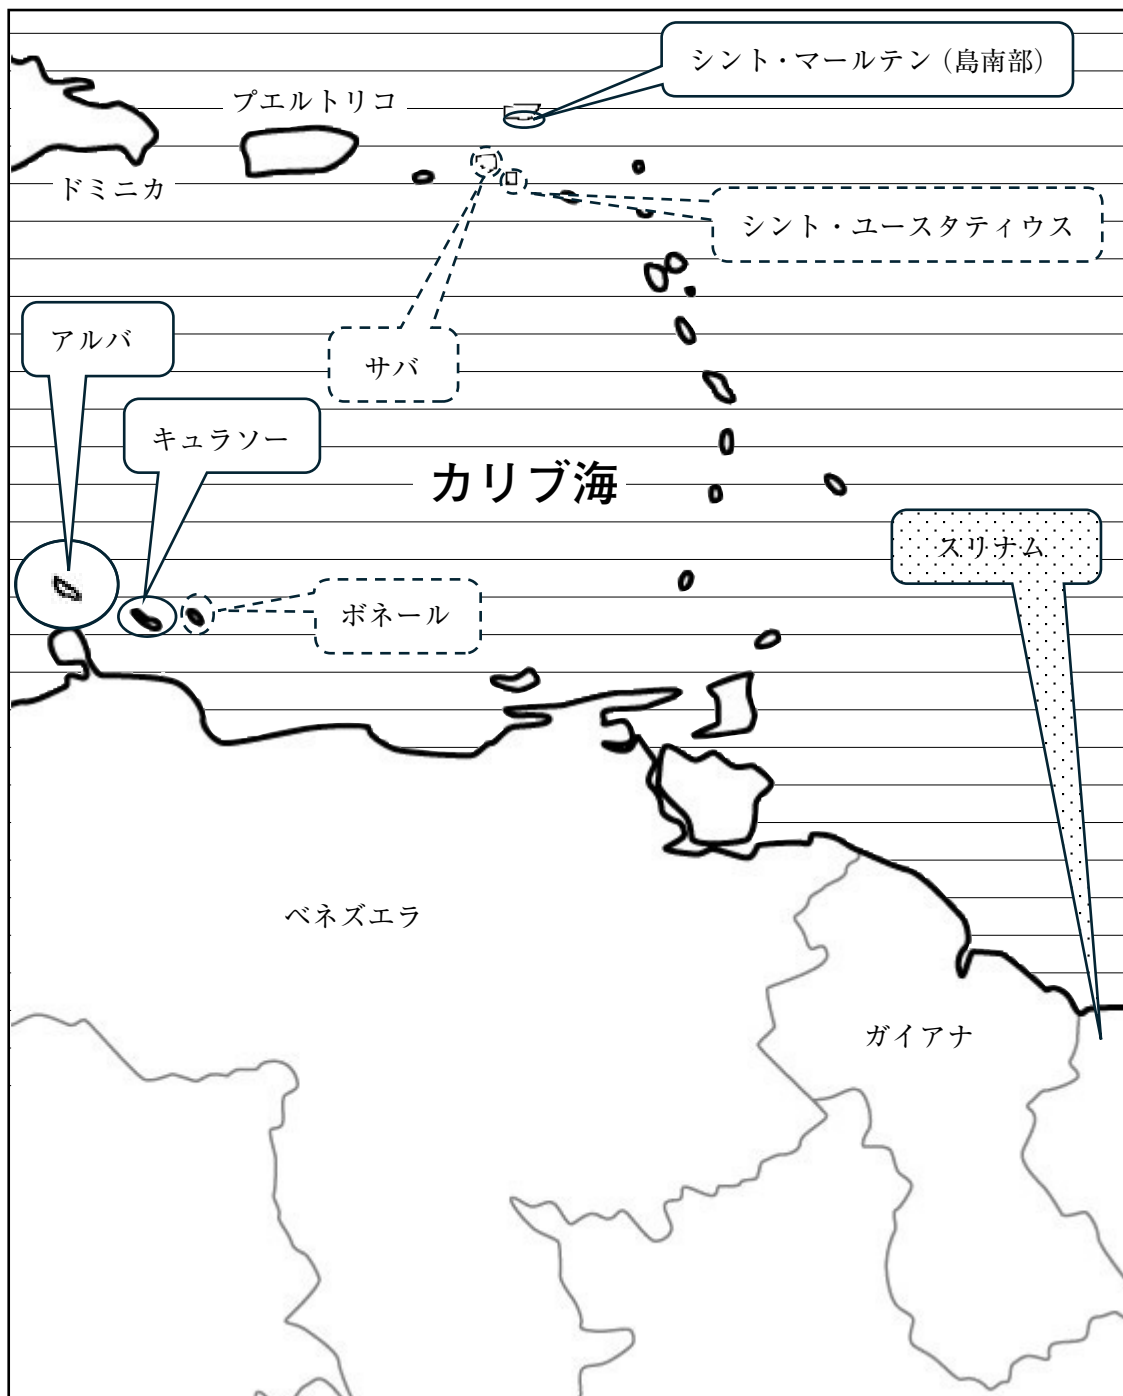 シント・マールテン（島南部）
プエルトリコ
ドミニカ
シント・ユースタティウス
アルバ
サバ
キュラソー
カリブ海
スリナム
ボネール
ベネズエラ
ガイアナ